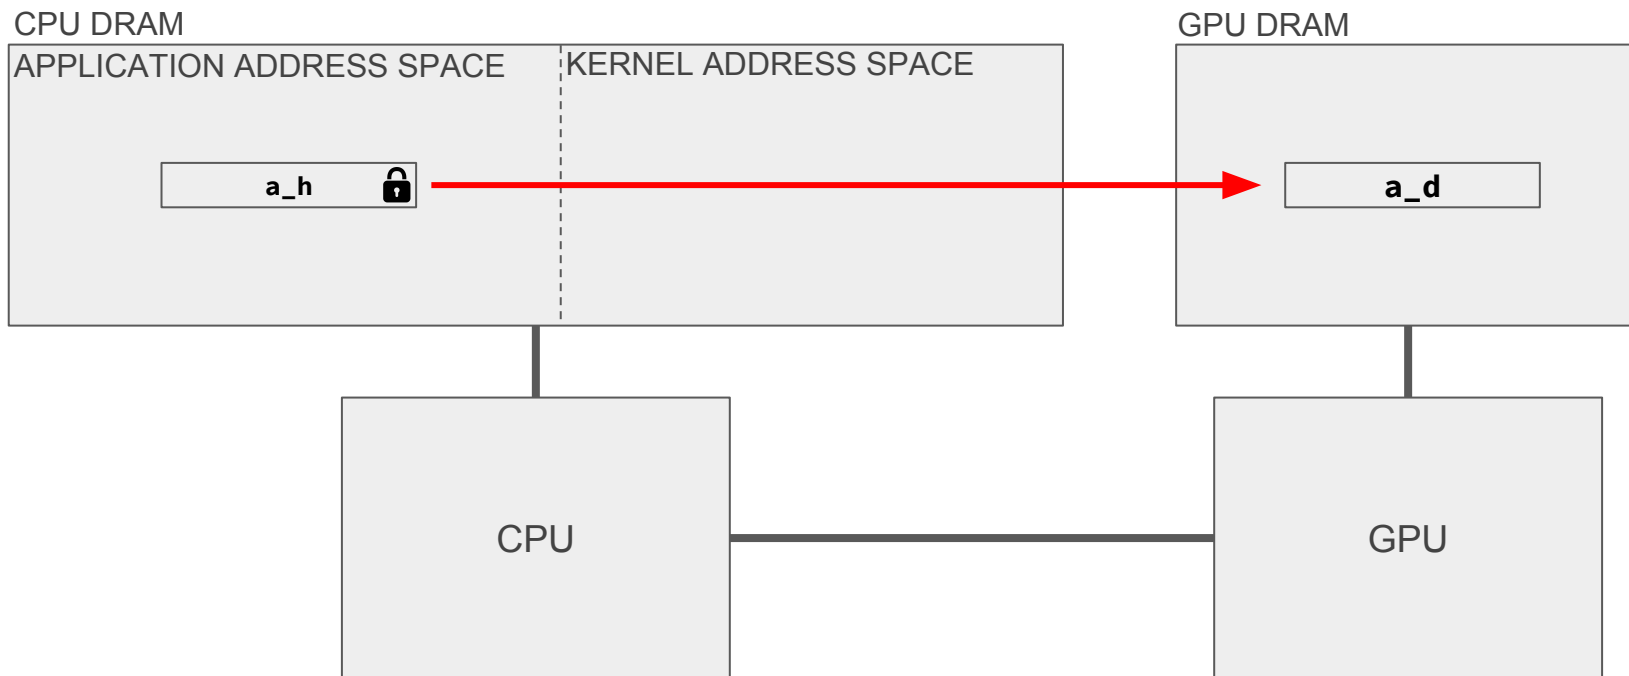 CPU DRAM
GPU DRAM
APPLICATION ADDRESS SPACE
KERNEL ADDRESS SPACE
a_h
a_d
CPU
GPU